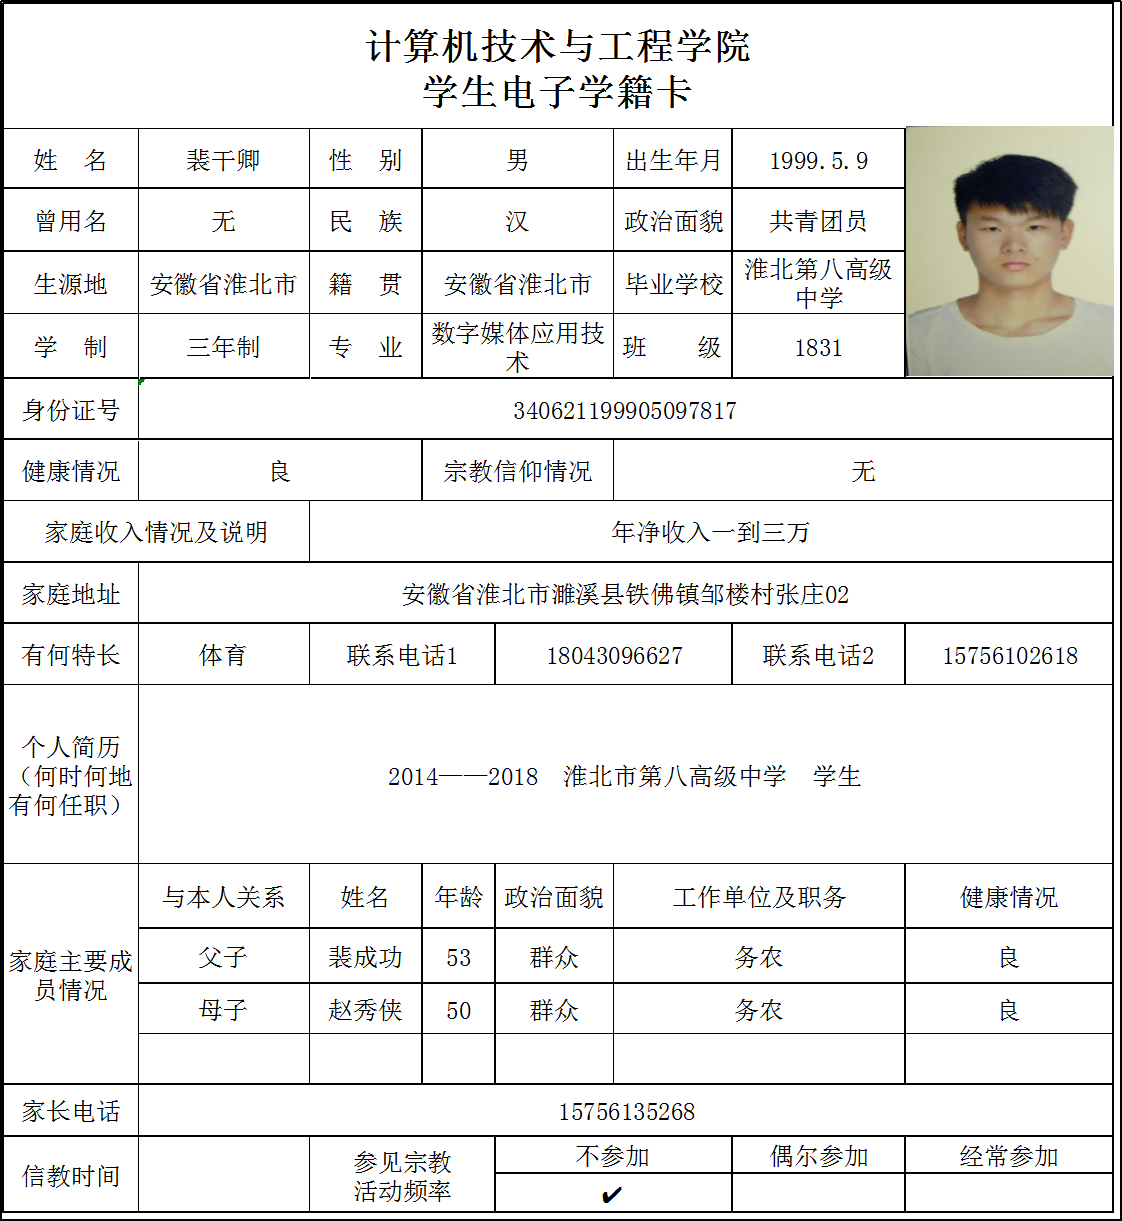 计算机技术与工程学院
学生电子学籍卡
姓 名 裴干卿 性 别 男 出生年月 1999.5.9
曾用名 无 民 族 汉 政治面貌 共青团员
生源地 安徽省淮北市 籍 贯 安徽省淮北市 毕业学校 淮北第八高级
中学
学 制 三年制 专 业 数字媒体应用技
术 班 级 1831
身份证号 340621199905097817
健康情况 良 宗教信仰情况 无
家庭收入情况及说明 年净收入一到三万
家庭地址 安徽省淮北市濉溪县铁佛镇邹楼村张庄02
有何特长 体育 联系电话1 18043096627 联系电话2 15756102618
个人简历
（何时何地
有何任职）
2014——2018 淮北市第八高级中学 学生
家庭主要成
员情况
与本人关系 姓名 年龄 政治面貌 工作单位及职务 健康情况
父子 裴成功 53 群众 务农 良
母子 赵秀侠 50 群众 务农 良
家长电话 15756135268
信教时间 参见宗教
活动频率
不参加 偶尔参加 经常参加
✔